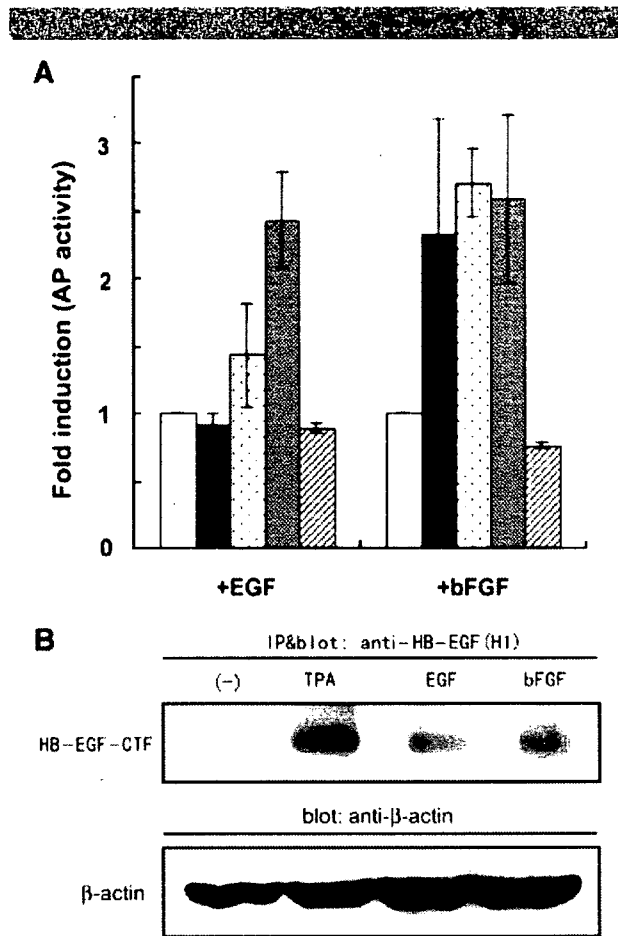 A
Fold induction (AP activity)
3
2
1
0
+EGF
+bFGF
B
IP&blot: anti-HB-EGF(H1)
(-) TPA EGF bFGF
HB-EGF-CTF
blot: anti-β-actin
β-actin